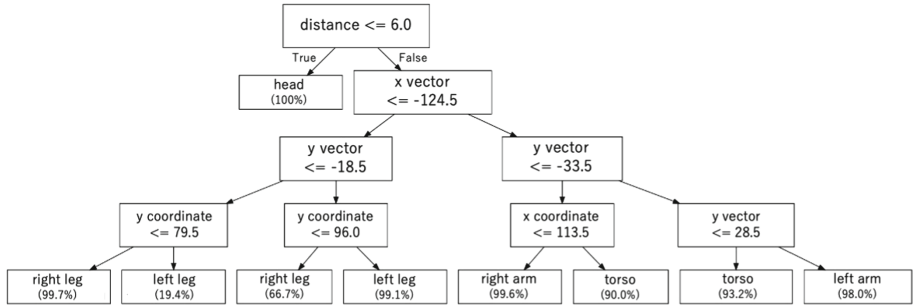 distance <= 6.0
True
False
head
(100%)
x vector
<= -124.5
y vector
<= -18.5
y vector
<= -33.5
y coordinate
<= 79.5
y coordinate
<= 96.0
x coordinate
<= 113.5
y vector
<= 28.5
right leg
(99.7%)
left leg
(19.4%)
right leg
(66.7%)
left leg
(99.1%)
right arm
(99.6%)
torso
(90.0%)
torso
(93.2%)
left arm
(98.0%)